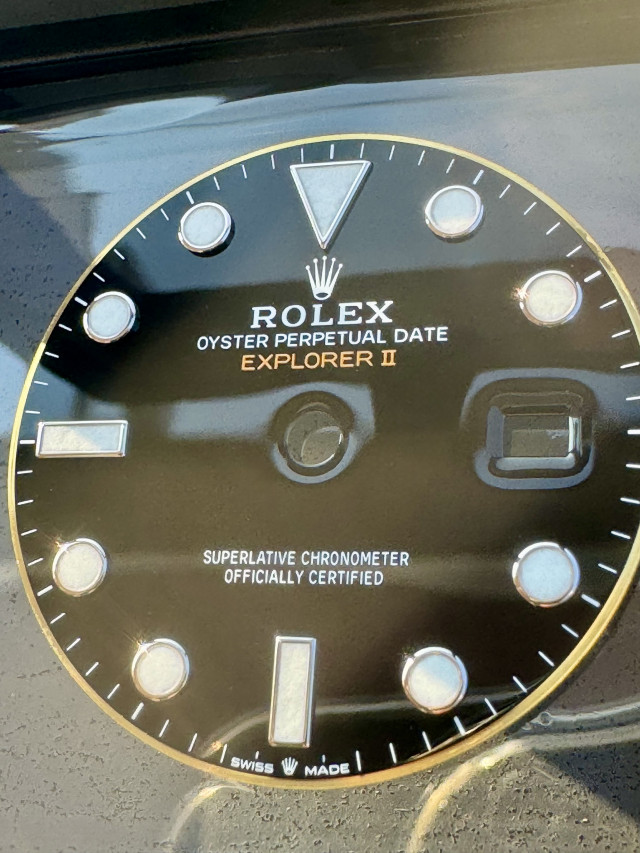 ROLEX
OYSTER PERPETUAL DATE
EXPLORER II
SUPERLATIVE CHRONOMETER
OFFICIALLY CERTIFIED
SWISS MADE